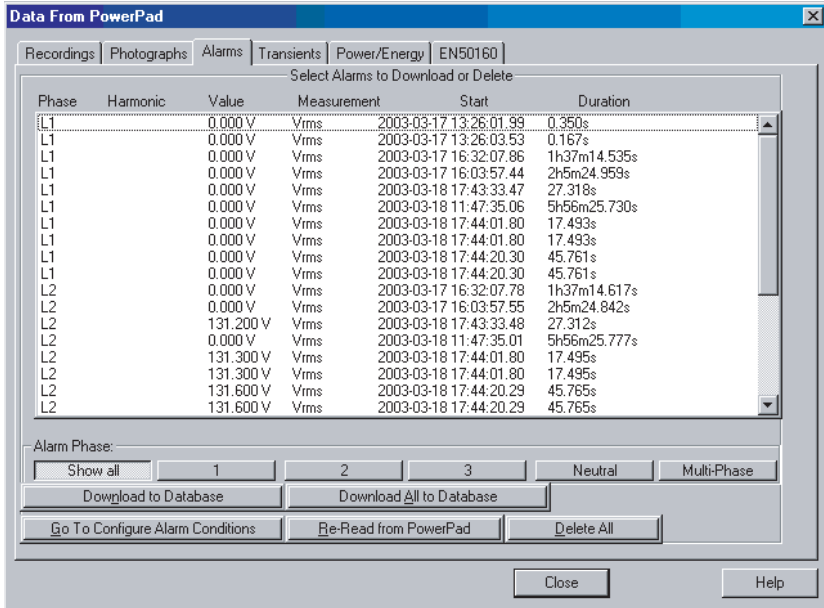 Data From PowerPad
Recordings Photographs Alarms Transients Power/Energy EN50160
Select Alarms to Download or Delete
Phase Harmonic Value Measurement Start Duration
L1 0.000 V Vrms 2003-03-17 13:26:01.99 0.350s
L1 0.000 V Vrms 2003-03-17 13:26:03.53 0.167s
L1 0.000 V Vrms 2003-03-17 16:32:07.86 1h37m14.535s
L1 0.000 V Vrms 2003-03-17 16:03:57.44 2h5m24.959s
L1 0.000 V Vrms 2003-03-18 17:43:33.47 27.318s
L1 0.000 V Vrms 2003-03-18 11:47:35.06 5h56m25.730s
L1 0.000 V Vrms 2003-03-18 17:44:01.80 17.493s
L1 0.000 V Vrms 2003-03-18 17:44:01.80 17.493s
L1 0.000 V Vrms 2003-03-18 17:44:20.30 45.761s
L1 0.000 V Vrms 2003-03-18 17:44:20.30 45.761s
L2 0.000 V Vrms 2003-03-17 16:32:07.78 1h37m14.617s
L2 0.000 V Vrms 2003-03-17 16:03:57.55 2h5m24.842s
L2 131.200 V Vrms 2003-03-18 17:43:33.48 27.312s
L2 0.000 V Vrms 2003-03-18 11:47:35.01 5h56m25.777s
L2 131.300 V Vrms 2003-03-18 17:44:01.80 17.495s
L2 131.300 V Vrms 2003-03-18 17:44:01.80 17.495s
L2 131.600 V Vrms 2003-03-18 17:44:20.29 45.765s
L2 131.600 V Vrms 2003-03-18 17:44:20.29 45.765s
Alarm Phase:
Show all 1 2 3 Neutral Multi-Phase
Download to Database Download All to Database
Go To Configure Alarm Conditions Re-Read from PowerPad Delete All
Close Help